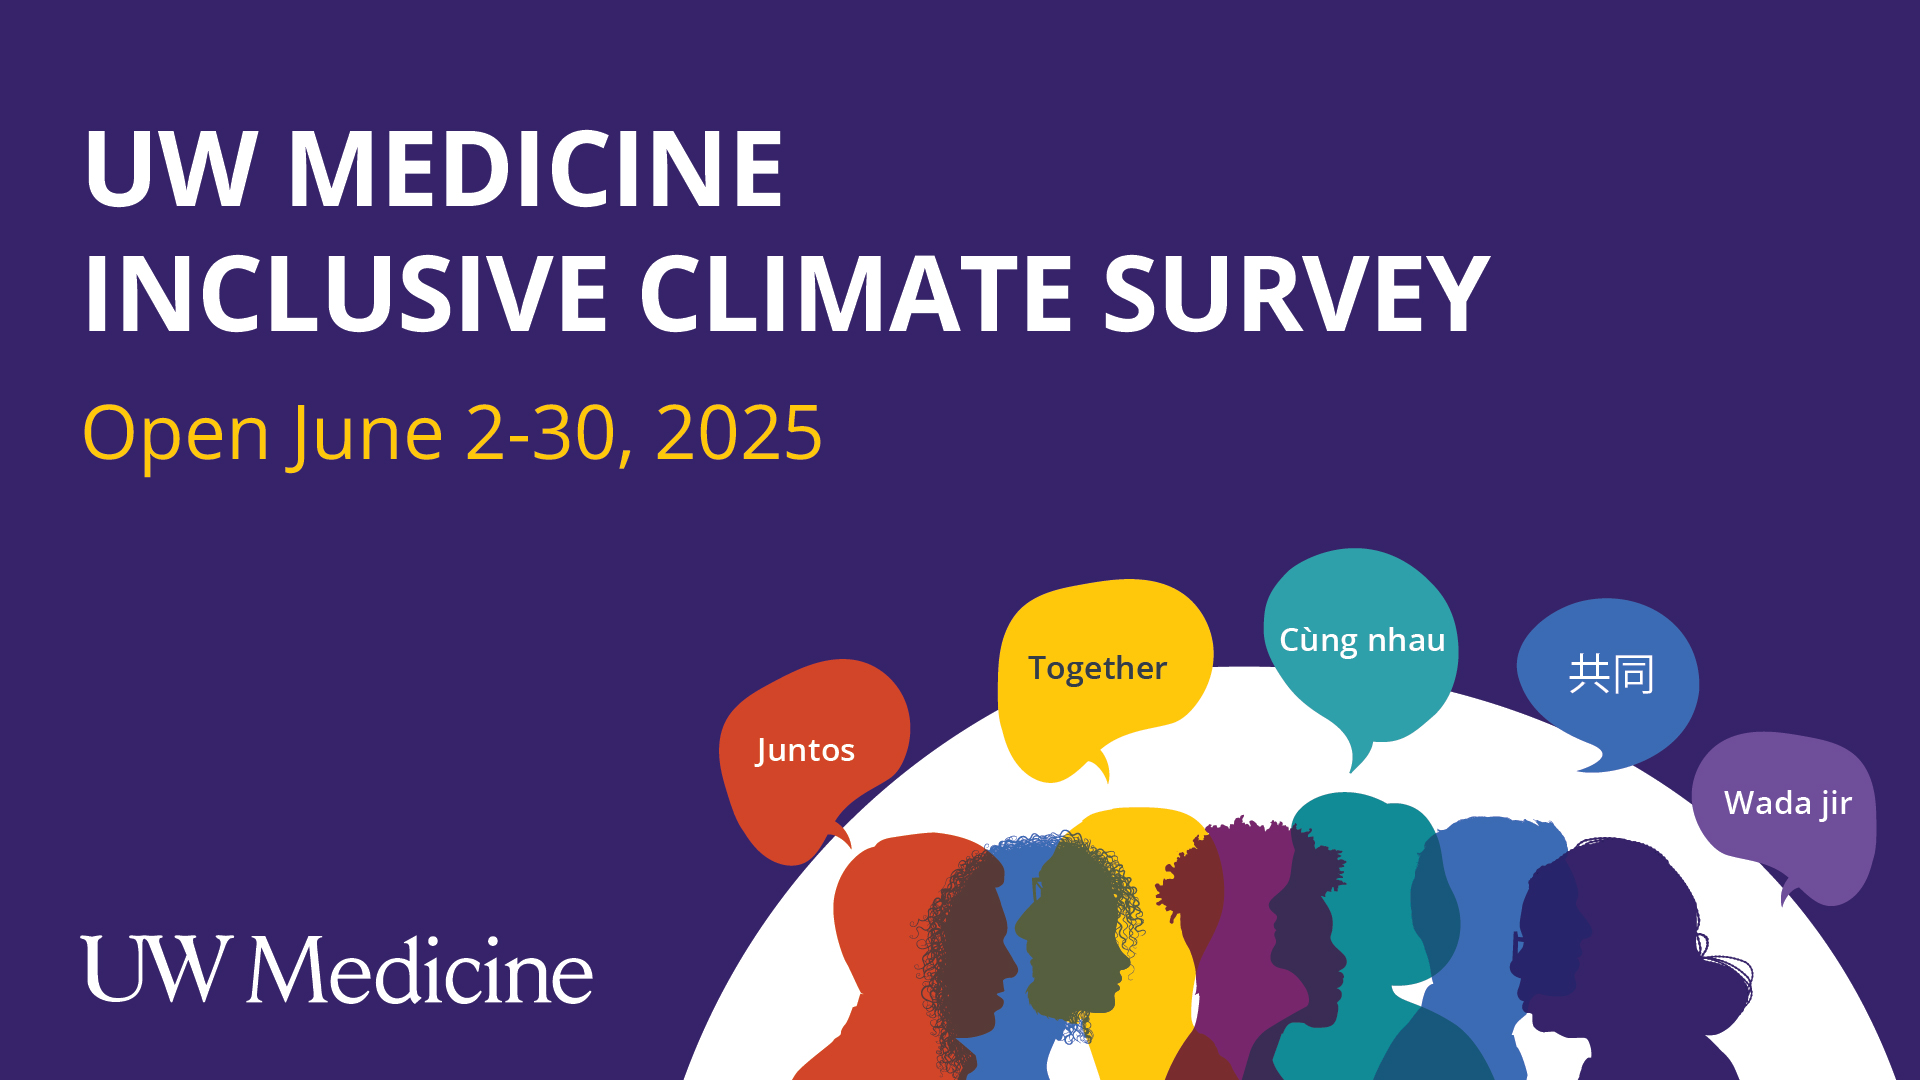 UW MEDICINE
INCLUSIVE CLIMATE SURVEY
Open June 2-30, 2025
Juntos
Together
Cùng nhau
共同
Wada jir
UW Medicine